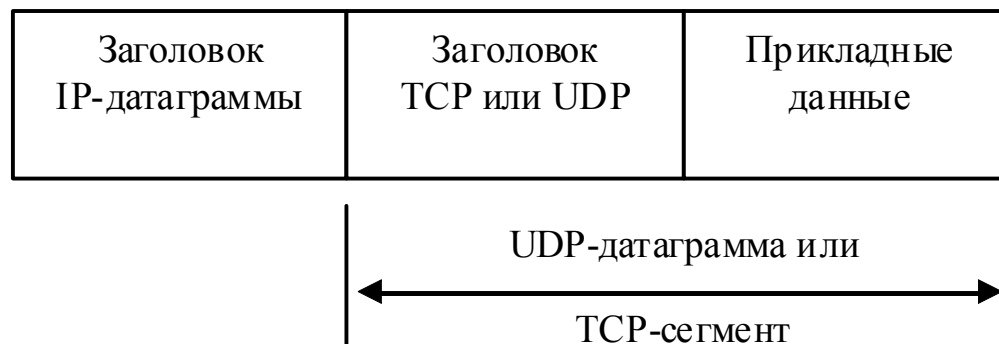 Заголовок
IP-датаграммы
Заголовок
TCP или UDP
Прикладные
данные
UDP-датаграмма или
TCP-сегмент